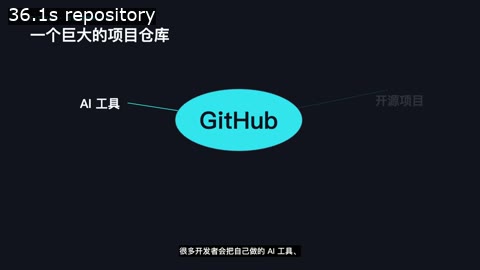 36.1s repository
一个巨大的项目仓库
AI 工具
GitHub
开源项目
很多开发者会把自己做的 AI 工具、